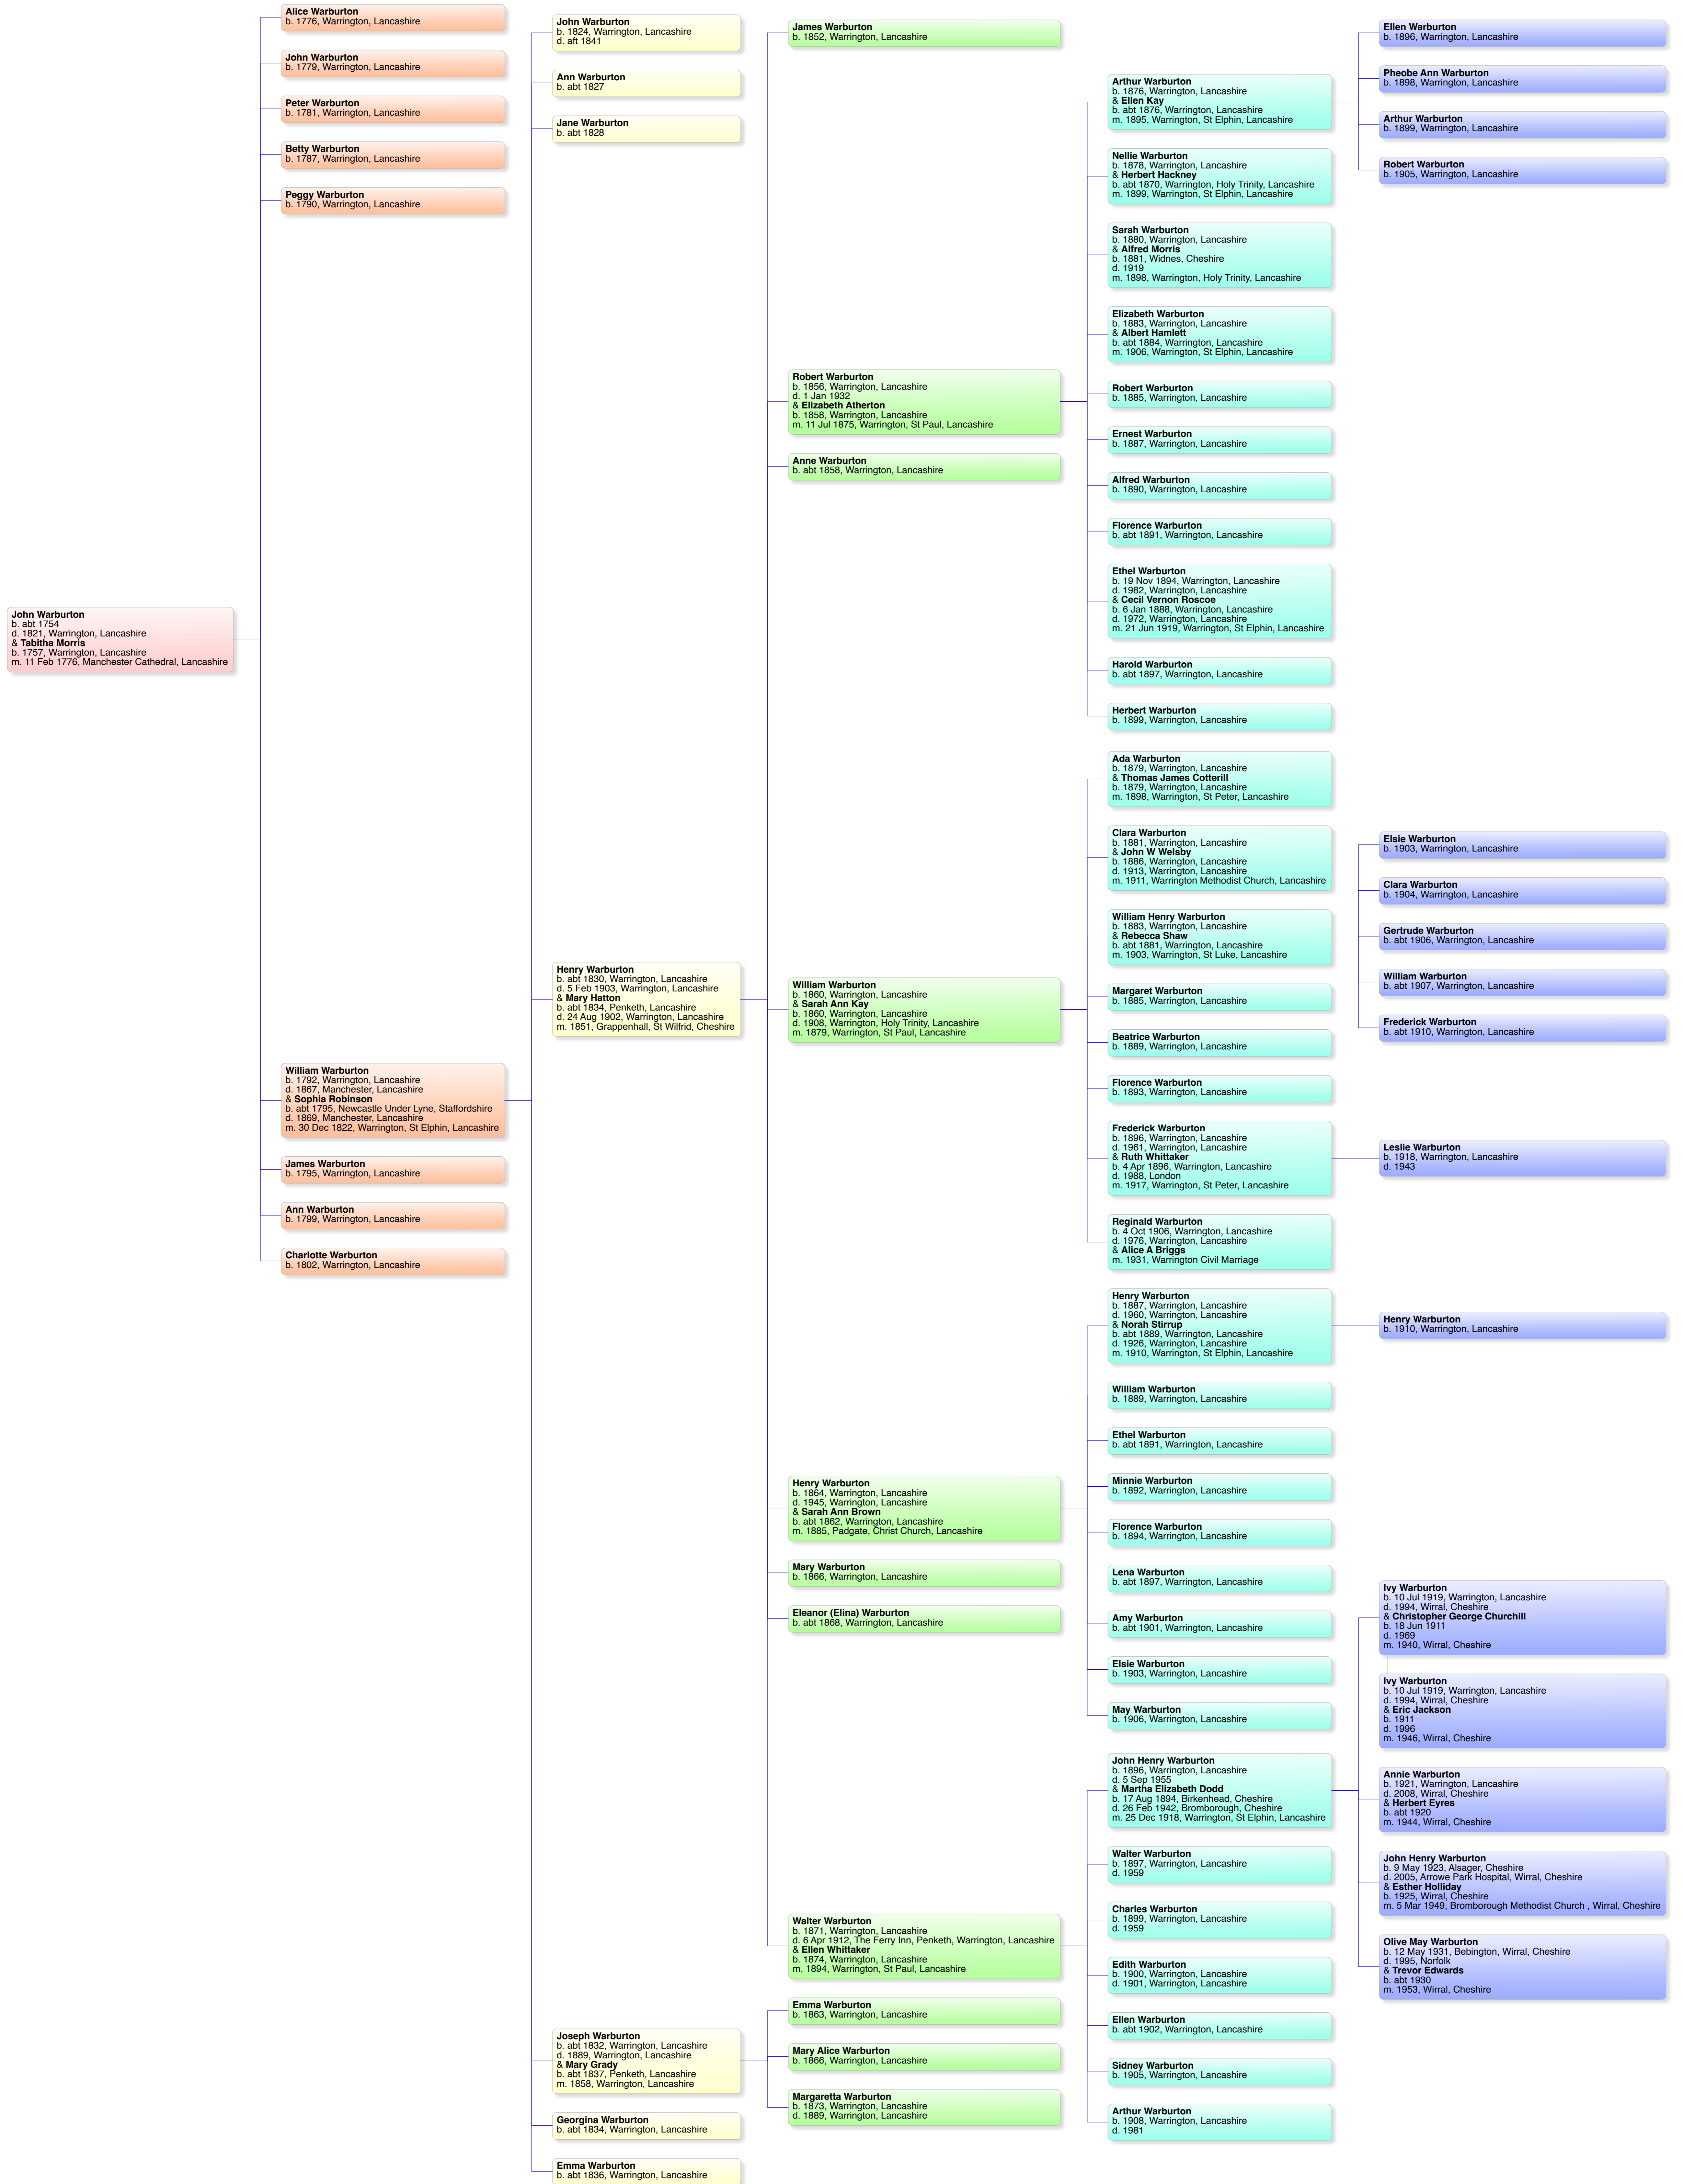 John Warburton
b. abt 1754
d. 1821, Warrington, Lancashire
& Tabitha Morris
b. 1757, Warrington, Lancashire
m. 11 Feb 1776, Manchester Cathedral, Lancashire
Alice Warburton
b. 1776, Warrington, Lancashire
John Warburton
b. 1779, Warrington, Lancashire
Peter Warburton
b. 1781, Warrington, Lancashire
Betty Warburton
b. 1787, Warrington, Lancashire
Peggy Warburton
b. 1790, Warrington, Lancashire
William Warburton
b. 1792, Warrington, Lancashire
d. 1867, Manchester, Lancashire
& Sophia Robinson
b. abt 1795, Newcastle Under Lyne, Staffordshire
d. 1869, Manchester, Lancashire
m. 30 Dec 1822, Warrington, St Elphin, Lancashire
James Warburton
b. 1795, Warrington, Lancashire
Ann Warburton
b. 1799, Warrington, Lancashire
Charlotte Warburton
b. 1802, Warrington, Lancashire
John Warburton
b. 1824, Warrington, Lancashire
d. aft 1841
Ann Warburton
b. abt 1827
Jane Warburton
b. abt 1828
Henry Warburton
b. abt 1830, Warrington, Lancashire
d. 5 Feb 1903, Warrington, Lancashire
& Mary Hatton
b. abt 1834, Penketh, Lancashire
d. 24 Aug 1902, Warrington, Lancashire
m. 1851, Grappenhall, St Wilfrid, Cheshire
Joseph Warburton
b. abt 1832, Warrington, Lancashire
d. 1889, Warrington, Lancashire
& Mary Grady
b. abt 1837, Penketh, Lancashire
m. 1858, Warrington, Lancashire
Georgina Warburton
b. abt 1834, Warrington, Lancashire
Emma Warburton
b. abt 1836, Warrington, Lancashire
James Warburton
b. 1852, Warrington, Lancashire
Robert Warburton
b. 1856, Warrington, Lancashire
d. 1 Jan 1932
& Elizabeth Atherton
b. 1858, Warrington, Lancashire
m. 11 Jul 1875, Warrington, St Paul, Lancashire
Anne Warburton
b. abt 1858, Warrington, Lancashire
William Warburton
b. 1860, Warrington, Lancashire
& Sarah Ann Kay
b. 1860, Warrington, Lancashire
d. 1908, Warrington, Holy Trinity, Lancashire
m. 1879, Warrington, St Paul, Lancashire
Henry Warburton
b. 1864, Warrington, Lancashire
d. 1945, Warrington, Lancashire
& Sarah Ann Brown
b. abt 1862, Warrington, Lancashire
m. 1885, Padgate, Christ Church, Lancashire
Mary Warburton
b. 1866, Warrington, Lancashire
Eleanor (Elina) Warburton
b. abt 1868, Warrington, Lancashire
Walter Warburton
b. 1871, Warrington, Lancashire
d. 6 Apr 1912, The Ferry Inn, Penketh, Warrington, Lancashire
& Ellen Whittaker
b. 1874, Warrington, Lancashire
m. 1894, Warrington, St Paul, Lancashire
Emma Warburton
b. 1863, Warrington, Lancashire
Mary Alice Warburton
b. 1866, Warrington, Lancashire
Margaretta Warburton
b. 1873, Warrington, Lancashire
d. 1889, Warrington, Lancashire
Arthur Warburton
b. 1876, Warrington, Lancashire
& Ellen Kay
b. abt 1876, Warrington, Lancashire
m. 1895, Warrington, St Elphin, Lancashire
Nellie Warburton
b. 1878, Warrington, Lancashire
& Herbert Hackney
b. abt 1870, Warrington, Holy Trinity, Lancashire
m. 1899, Warrington, St Elphin, Lancashire
Sarah Warburton
b. 1880, Warrington, Lancashire
& Alfred Morris
b. 1881, Widnes, Cheshire
d. 1919
m. 1898, Warrington, Holy Trinity, Lancashire
Elizabeth Warburton
b. 1883, Warrington, Lancashire
& Albert Hamlett
b. abt 1884, Warrington, Lancashire
m. 1906, Warrington, St Elphin, Lancashire
Robert Warburton
b. 1885, Warrington, Lancashire
Ernest Warburton
b. 1887, Warrington, Lancashire
Alfred Warburton
b. 1890, Warrington, Lancashire
Florence Warburton
b. abt 1891, Warrington, Lancashire
Ethel Warburton
b. 19 Nov 1894, Warrington, Lancashire
d. 1982, Warrington, Lancashire
& Cecil Vernon Roscoe
b. 6 Jan 1888, Warrington, Lancashire
d. 1972, Warrington, Lancashire
m. 21 Jun 1919, Warrington, St Elphin, Lancashire
Harold Warburton
b. abt 1897, Warrington, Lancashire
Herbert Warburton
b. 1899, Warrington, Lancashire
Ada Warburton
b. 1879, Warrington, Lancashire
& Thomas James Cotterill
b. 1879, Warrington, Lancashire
m. 1898, Warrington, St Peter, Lancashire
Clara Warburton
b. 1881, Warrington, Lancashire
& John W Welsby
b. 1886, Warrington, Lancashire
d. 1913, Warrington, Lancashire
m. 1911, Warrington Methodist Church, Lancashire
William Henry Warburton
b. 1883, Warrington, Lancashire
& Rebecca Shaw
b. abt 1881, Warrington, Lancashire
m. 1903, Warrington, St Luke, Lancashire
Margaret Warburton
b. 1885, Warrington, Lancashire
Beatrice Warburton
b. 1889, Warrington, Lancashire
Florence Warburton
b. 1893, Warrington, Lancashire
Frederick Warburton
b. 1896, Warrington, Lancashire
d. 1961, Warrington, Lancashire
& Ruth Whittaker
b. 4 Apr 1896, Warrington, Lancashire
d. 1988, London
m. 1917, Warrington, St Peter, Lancashire
Reginald Warburton
b. 4 Oct 1906, Warrington, Lancashire
d. 1976, Warrington, Lancashire
& Alice A Briggs
m. 1931, Warrington Civil Marriage
Henry Warburton
b. 1887, Warrington, Lancashire
d. 1960, Warrington, Lancashire
& Norah Stirrup
b. abt 1889, Warrington, Lancashire
d. 1926, Warrington, Lancashire
m. 1910, Warrington, St Elphin, Lancashire
William Warburton
b. 1889, Warrington, Lancashire
Ethel Warburton
b. abt 1891, Warrington, Lancashire
Minnie Warburton
b. 1892, Warrington, Lancashire
Florence Warburton
b. 1894, Warrington, Lancashire
Lena Warburton
b. abt 1897, Warrington, Lancashire
Amy Warburton
b. abt 1901, Warrington, Lancashire
Elsie Warburton
b. 1903, Warrington, Lancashire
May Warburton
b. 1906, Warrington, Lancashire
John Henry Warburton
b. 1896, Warrington, Lancashire
d. 5 Sep 1955
& Martha Elizabeth Dodd
b. 17 Aug 1894, Birkenhead, Cheshire
d. 26 Feb 1942, Bromborough, Cheshire
m. 25 Dec 1918, Warrington, St Elphin, Lancashire
Walter Warburton
b. 1897, Warrington, Lancashire
d. 1959
Charles Warburton
b. 1899, Warrington, Lancashire
d. 1959
Edith Warburton
b. 1900, Warrington, Lancashire
d. 1901, Warrington, Lancashire
Ellen Warburton
b. abt 1902, Warrington, Lancashire
Sidney Warburton
b. 1905, Warrington, Lancashire
Arthur Warburton
b. 1908, Warrington, Lancashire
d. 1981
Ellen Warburton
b. 1896, Warrington, Lancashire
Pheobe Ann Warburton
b. 1898, Warrington, Lancashire
Arthur Warburton
b. 1899, Warrington, Lancashire
Robert Warburton
b. 1905, Warrington, Lancashire
Elsie Warburton
b. 1903, Warrington, Lancashire
Clara Warburton
b. 1904, Warrington, Lancashire
Gertrude Warburton
b. abt 1906, Warrington, Lancashire
William Warburton
b. abt 1907, Warrington, Lancashire
Frederick Warburton
b. abt 1910, Warrington, Lancashire
Leslie Warburton
b. 1918, Warrington, Lancashire
d. 1943
Henry Warburton
b. 1910, Warrington, Lancashire
Ivy Warburton
b. 10 Jul 1919, Warrington, Lancashire
d. 1994, Wirral, Cheshire
& Christopher George Churchill
b. 18 Jun 1911
d. 1969
m. 1940, Wirral, Cheshire
Ivy Warburton
b. 10 Jul 1919, Warrington, Lancashire
d. 1994, Wirral, Cheshire
& Eric Jackson
b. 1911
d. 1996
m. 1946, Wirral, Cheshire
Annie Warburton
b. 1921, Warrington, Lancashire
d. 2008, Wirral, Cheshire
& Herbert Eyres
b. abt 1920
m. 1944, Wirral, Cheshire
John Henry Warburton
b. 9 May 1923, Alsager, Cheshire
d. 2005, Arrowe Park Hospital, Wirral, Cheshire
& Esther Holliday
b. 1925, Wirral, Cheshire
m. 5 Mar 1949, Bromborough Methodist Church , Wirral, Cheshire
Olive May Warburton
b. 12 May 1931, Bebington, Wirral, Cheshire
d. 1995, Norfolk
& Trevor Edwards
b. abt 1930
m. 1953, Wirral, Cheshire